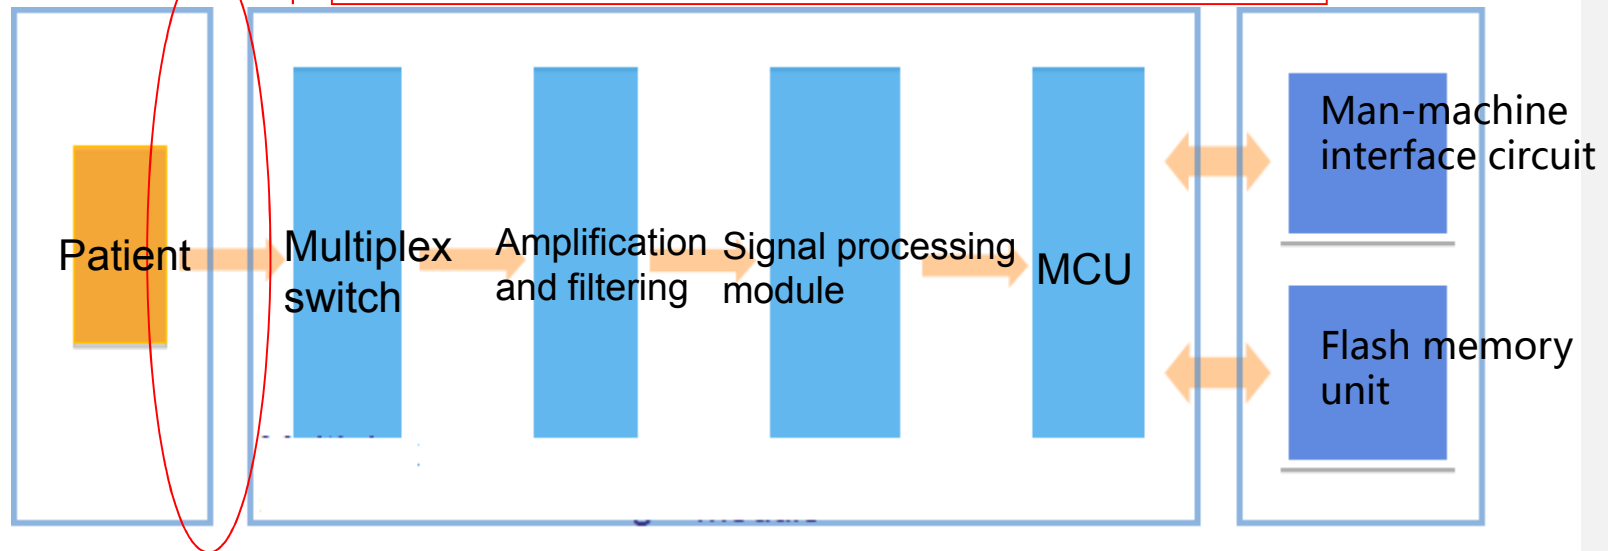 Patient
Multiplex
switch
Amplification
and filtering
Signal processing
module
MCU
Man-machine
interface circuit
Flash memory
unit